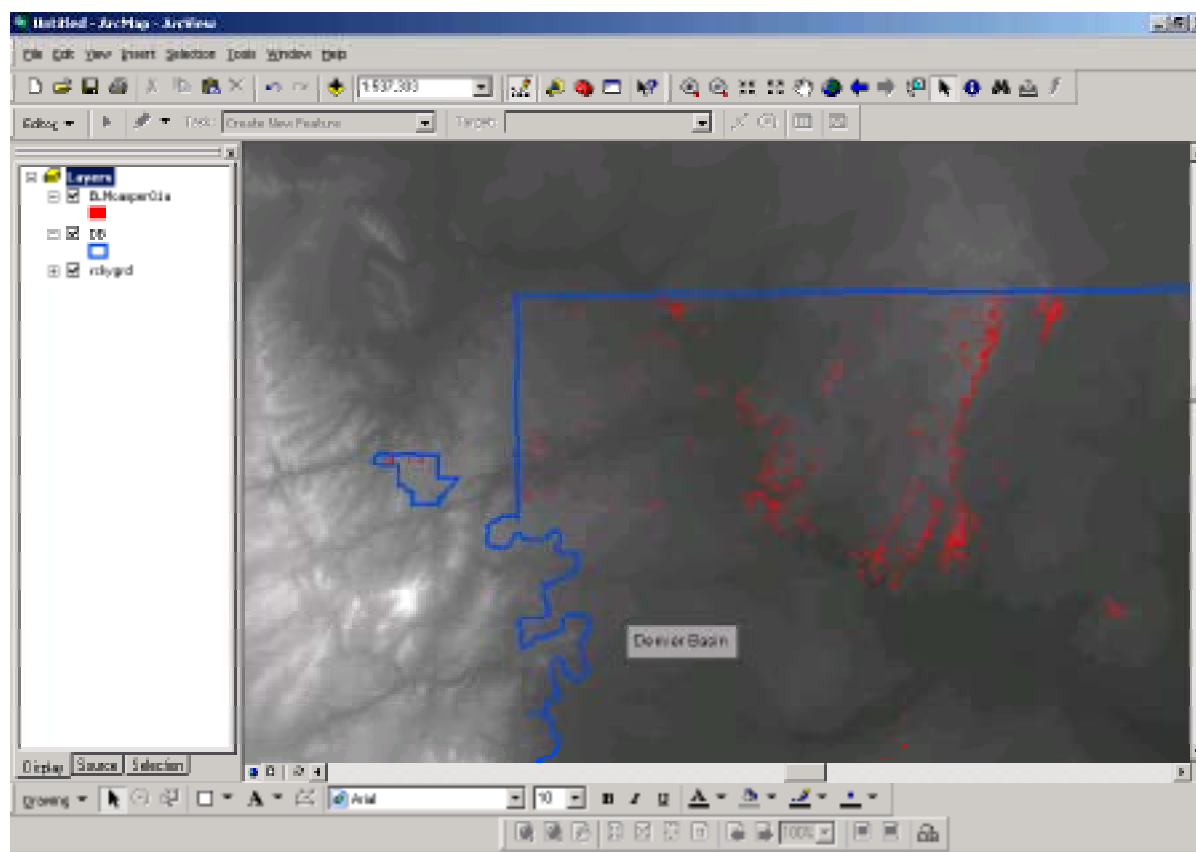 Untitled - ArcMap - ArcView
File Edit View Insert Selection Tools Window Help
Editor Task: Create New Feature Target:
Layers
DB
Denver Basin
Display Source Selection
Drawing A Arial 10 B I U A
100%